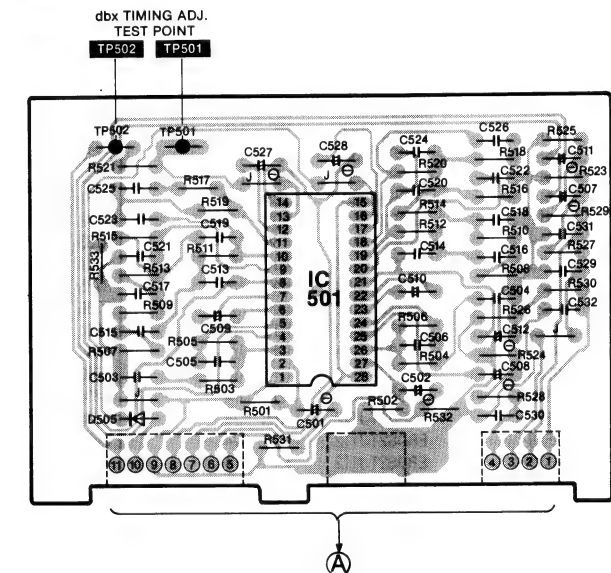 dbx TIMING ADJ.
TEST POINT
TP502 TP501
TP502 TP501
R521
C525
R517
C523
R519
R515
C519
C521
R511
R533
R513
C513
C517
R509
C509
C515
R505
R507
C505
C503
R503
J
D505
R501
C501
R531
C527
J
C528
J
14 15
13 16
12 17
11 18
10 19
9 20
8 21
7 22
6 23
5 24
4 25
3 26
2 27
1 28
IC
501
C524
R520
C520
R514
R512
C514
C510
R506
C506
R504
C502
R502
R532
C526
R518
C522
R516
C518
R510
C516
R508
C504
R526
C512
R524
C508
R528
C530
R525
C511
R523
C507
R529
C531
R527
C529
R530
C532
J
11 10 9 8 7 6 5
4 3 2 1
A